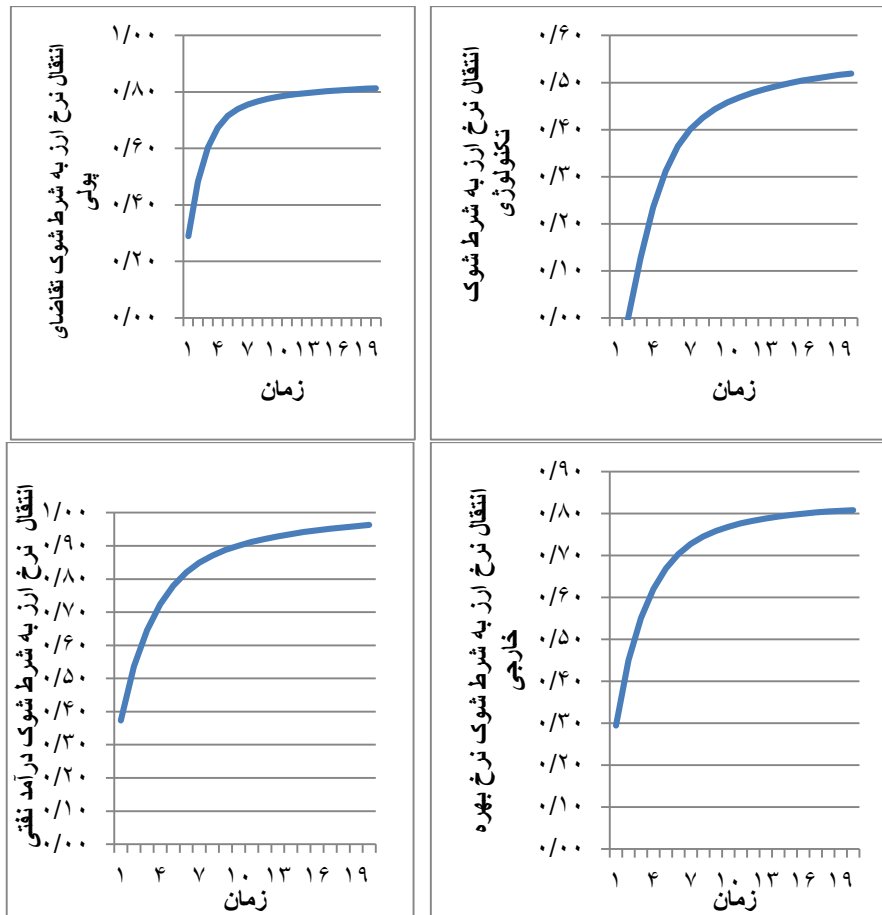 انتقال نرخ ارز به شرط شوک تکنولوژی
۰/۶۰
۰/۵۰
۰/۴۰
۰/۳۰
۰/۲۰
۰/۱۰
۰/۰۰
۱ ۴ ۷ ۱۰ ۱۳ ۱۶ ۱۹
زمان
انتقال نرخ ارز به شرط شوک تقاضای
پولی
۱/۰۰
۰/۸۰
۰/۶۰
۰/۴۰
۰/۲۰
۰/۰۰
۱ ۴ ۷ ۱۰ ۱۳ ۱۶ ۱۹
زمان
انتقال نرخ ارز به شرط شوک نرخ بهره
خارجی
۰/۹۰
۰/۸۰
۰/۷۰
۰/۶۰
۰/۵۰
۰/۴۰
۰/۳۰
۰/۲۰
۰/۱۰
۰/۰۰
۱ ۴ ۷ ۱۰ ۱۳ ۱۶ ۱۹
زمان
انتقال نرخ ارز به شرط شوک درآمد نفتی
۱/۰۰
۰/۹۰
۰/۸۰
۰/۷۰
۰/۶۰
۰/۵۰
۰/۴۰
۰/۳۰
۰/۲۰
۰/۱۰
۰/۰۰
۱ ۴ ۷ ۱۰ ۱۳ ۱۶ ۱۹
زمان